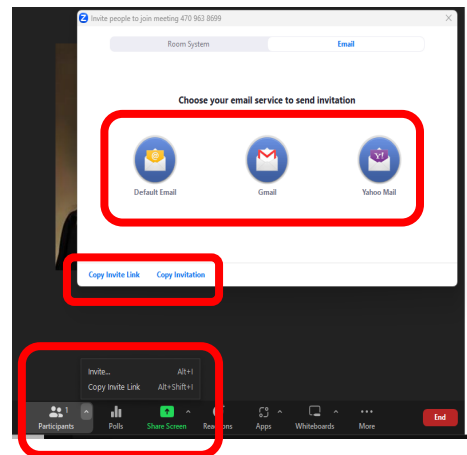 Invite people to join meeting 470 963 8699
Room System
Email
Choose your email service to send invitation
Default Email
Gmail
Yahoo Mail
Copy Invite Link
Copy Invitation
Invite... Alt+I
Copy Invite Link Alt+Shift+I
1
Participants
Polls
Share Screen
Apps
Whiteboards
More
End